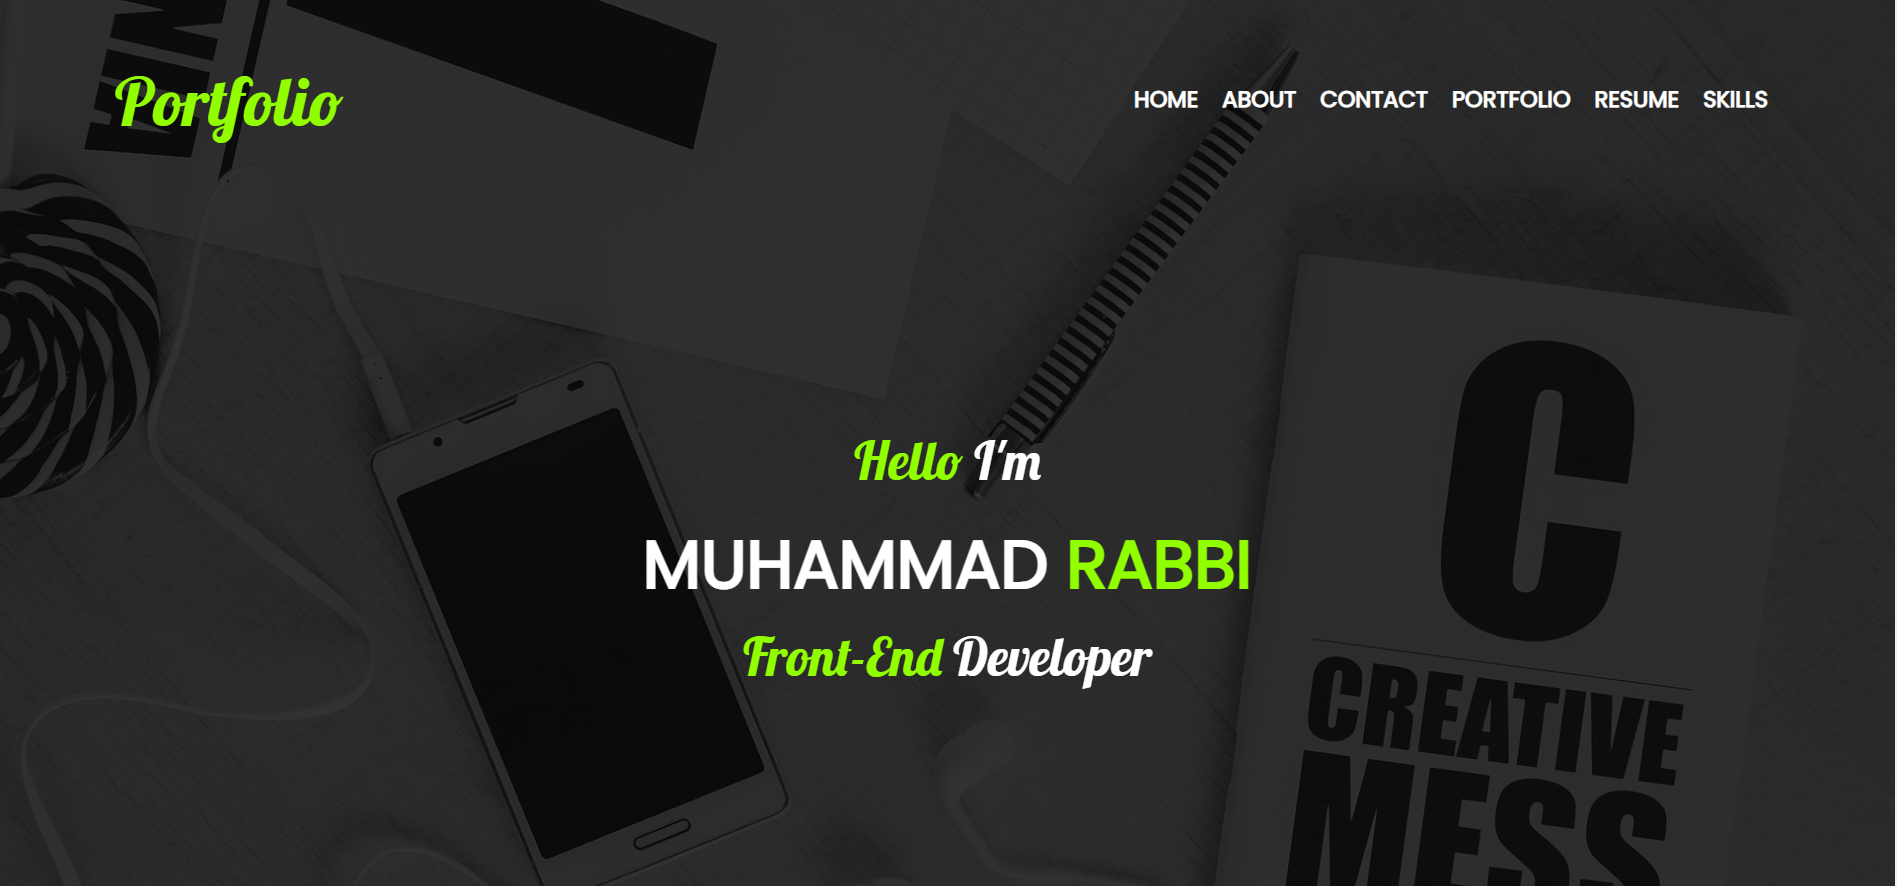 Portfolio
HOME ABOUT CONTACT PORTFOLIO RESUME SKILLS
Hello I'm
MUHAMMAD RABBI
Front-End Developer
C
CREATIVE
MESS